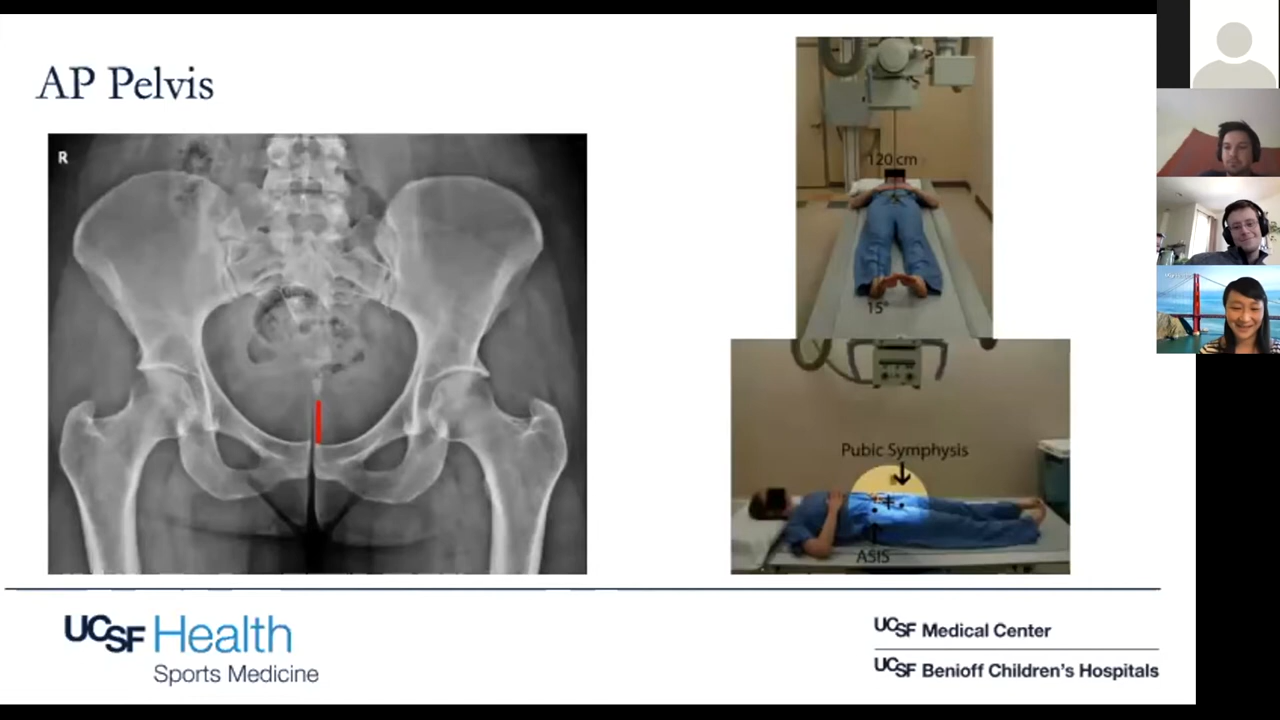 AP Pelvis
R
120 cm
15°
Pubic Symphysis
ASIS
UCSF Health
Sports Medicine
UCSF Medical Center
UCSF Benioff Children's Hospitals